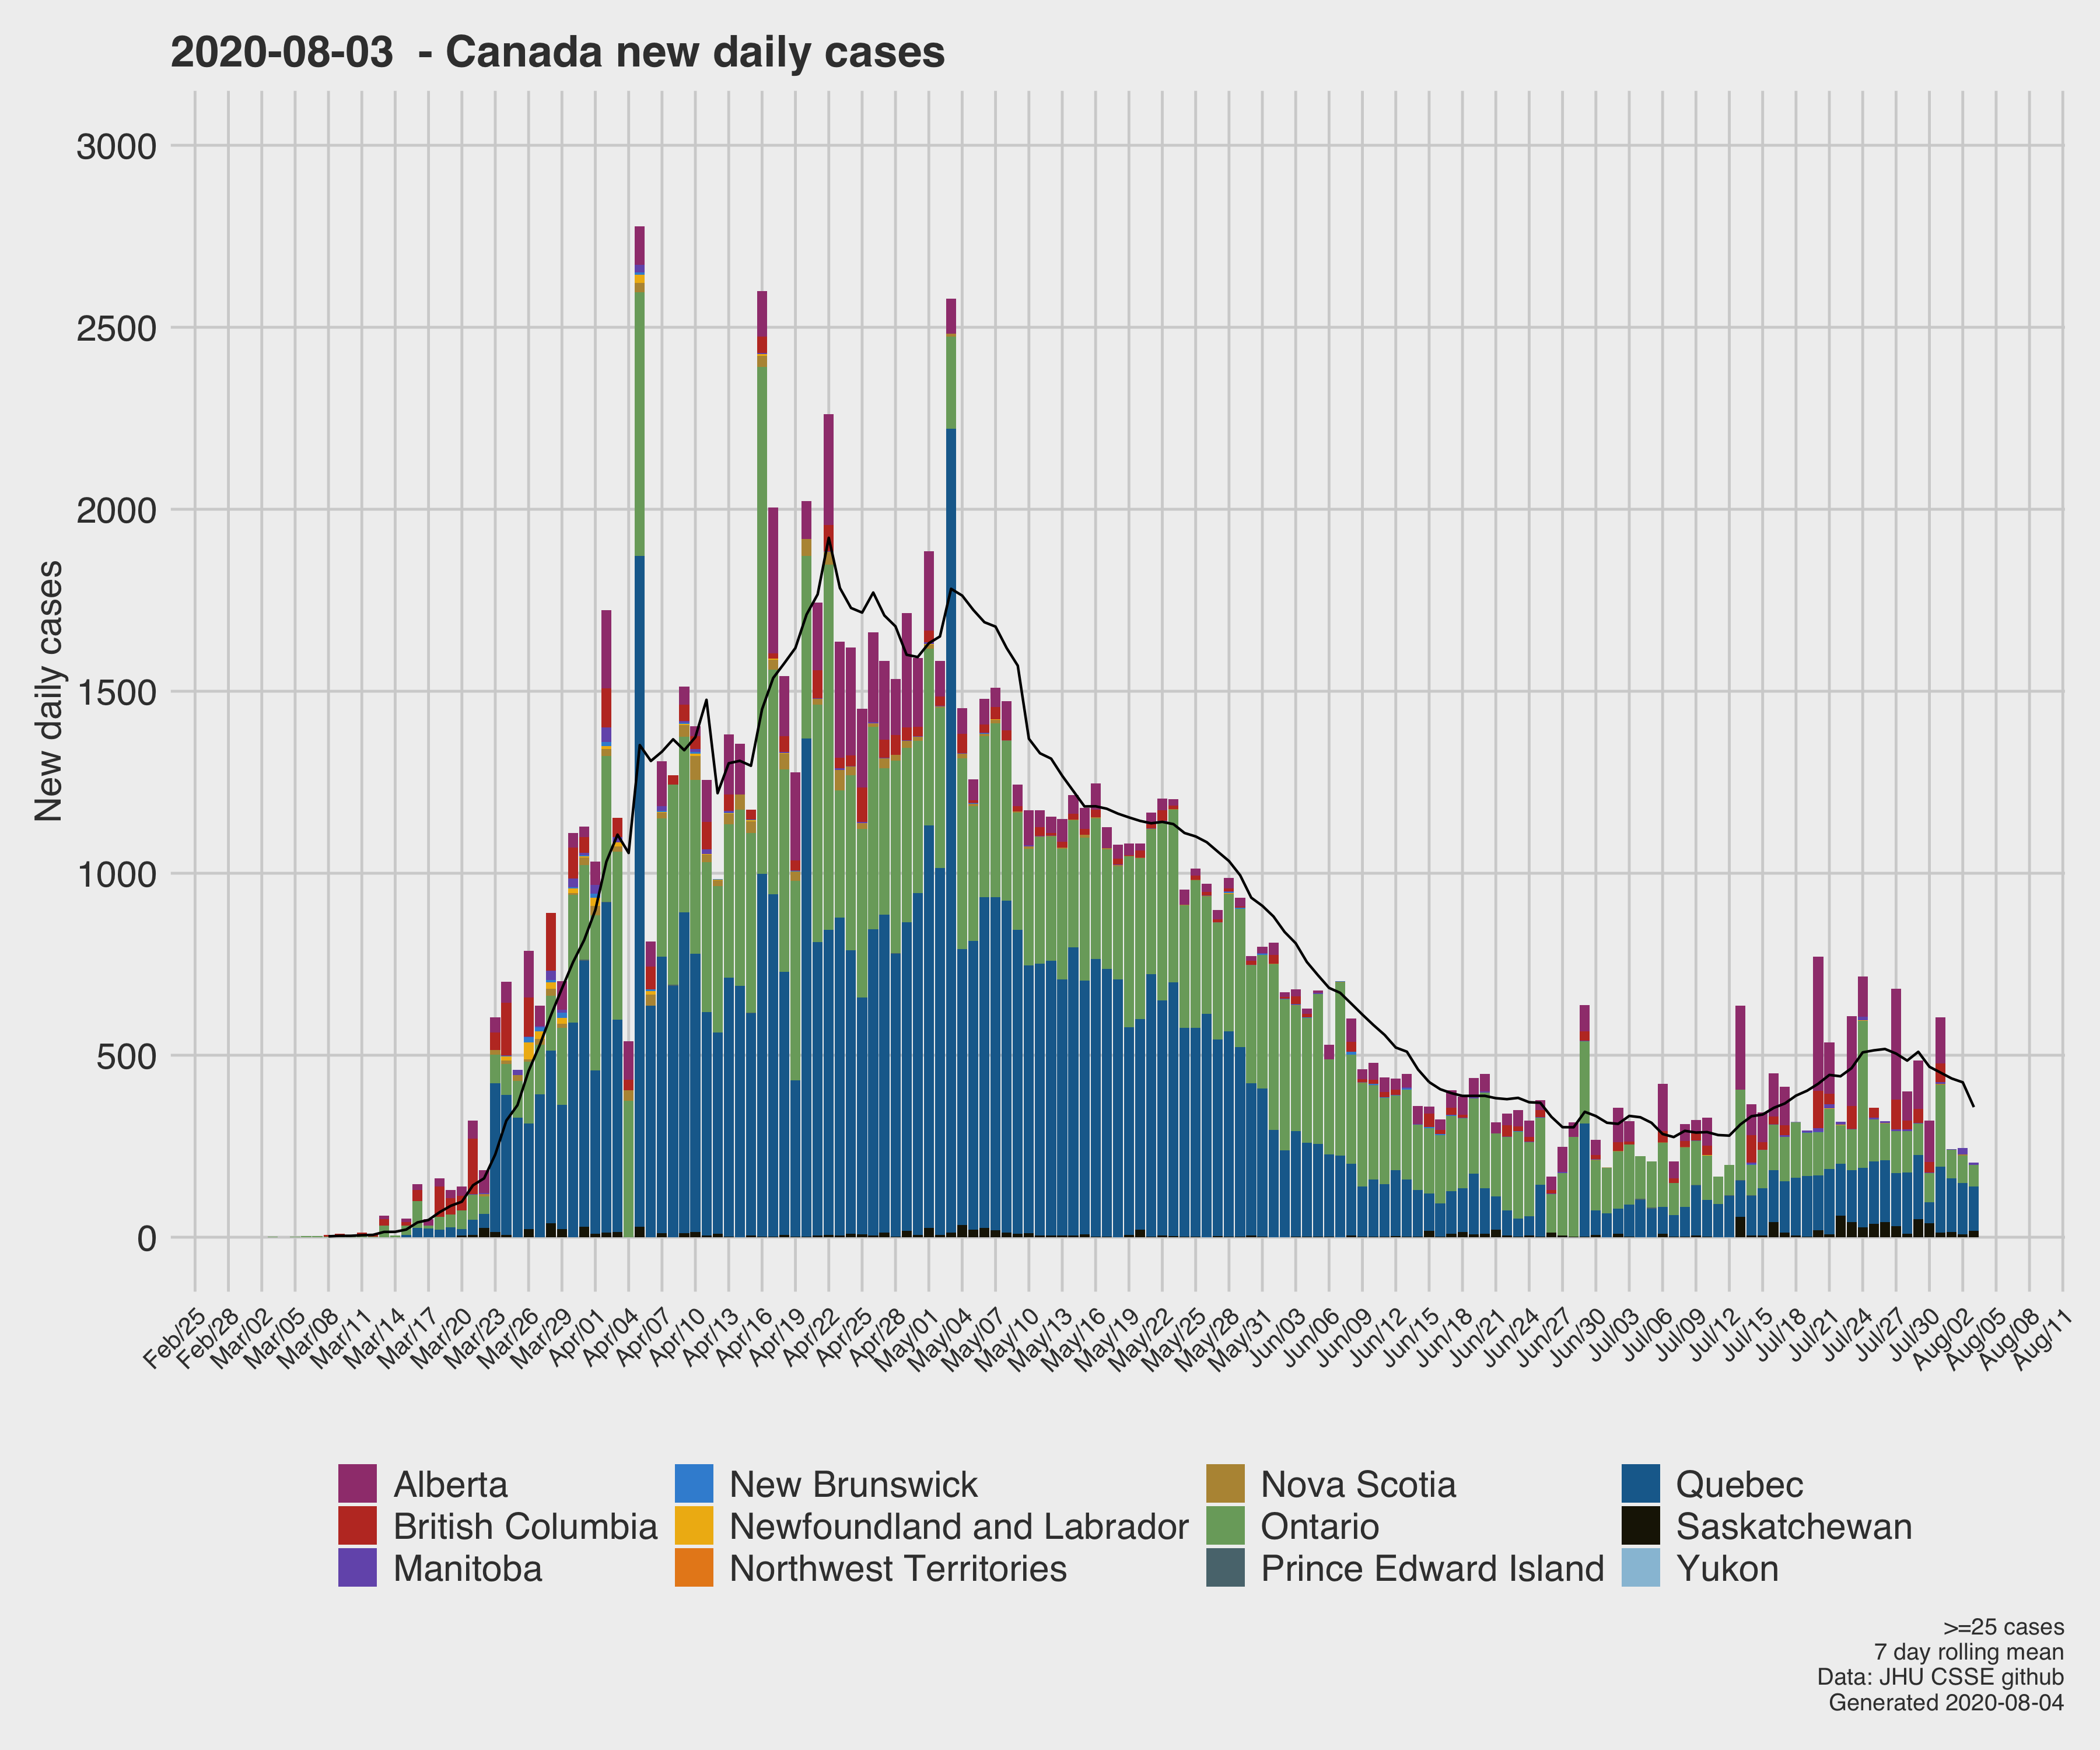 2020-08-03  - Canada new daily cases
New daily cases
3000
2500
2000
1500
1000
500
0
Feb/25
Feb/28
Mar/02
Mar/05
Mar/08
Mar/11
Mar/14
Mar/17
Mar/20
Mar/23
Mar/26
Mar/29
Apr/01
Apr/04
Apr/07
Apr/10
Apr/13
Apr/16
Apr/19
Apr/22
Apr/25
Apr/28
May/01
May/04
May/07
May/10
May/13
May/16
May/19
May/22
May/25
May/28
May/31
Jun/03
Jun/06
Jun/09
Jun/12
Jun/15
Jun/18
Jun/21
Jun/24
Jun/27
Jun/30
Jul/03
Jul/06
Jul/09
Jul/12
Jul/15
Jul/18
Jul/21
Jul/24
Jul/27
Jul/30
Aug/02
Aug/05
Aug/08
Aug/11
Alberta
British Columbia
Manitoba
New Brunswick
Newfoundland and Labrador
Northwest Territories
Nova Scotia
Ontario
Prince Edward Island
Quebec
Saskatchewan
Yukon
>=25 cases
7 day rolling mean
Data: JHU CSSE github
Generated 2020-08-04